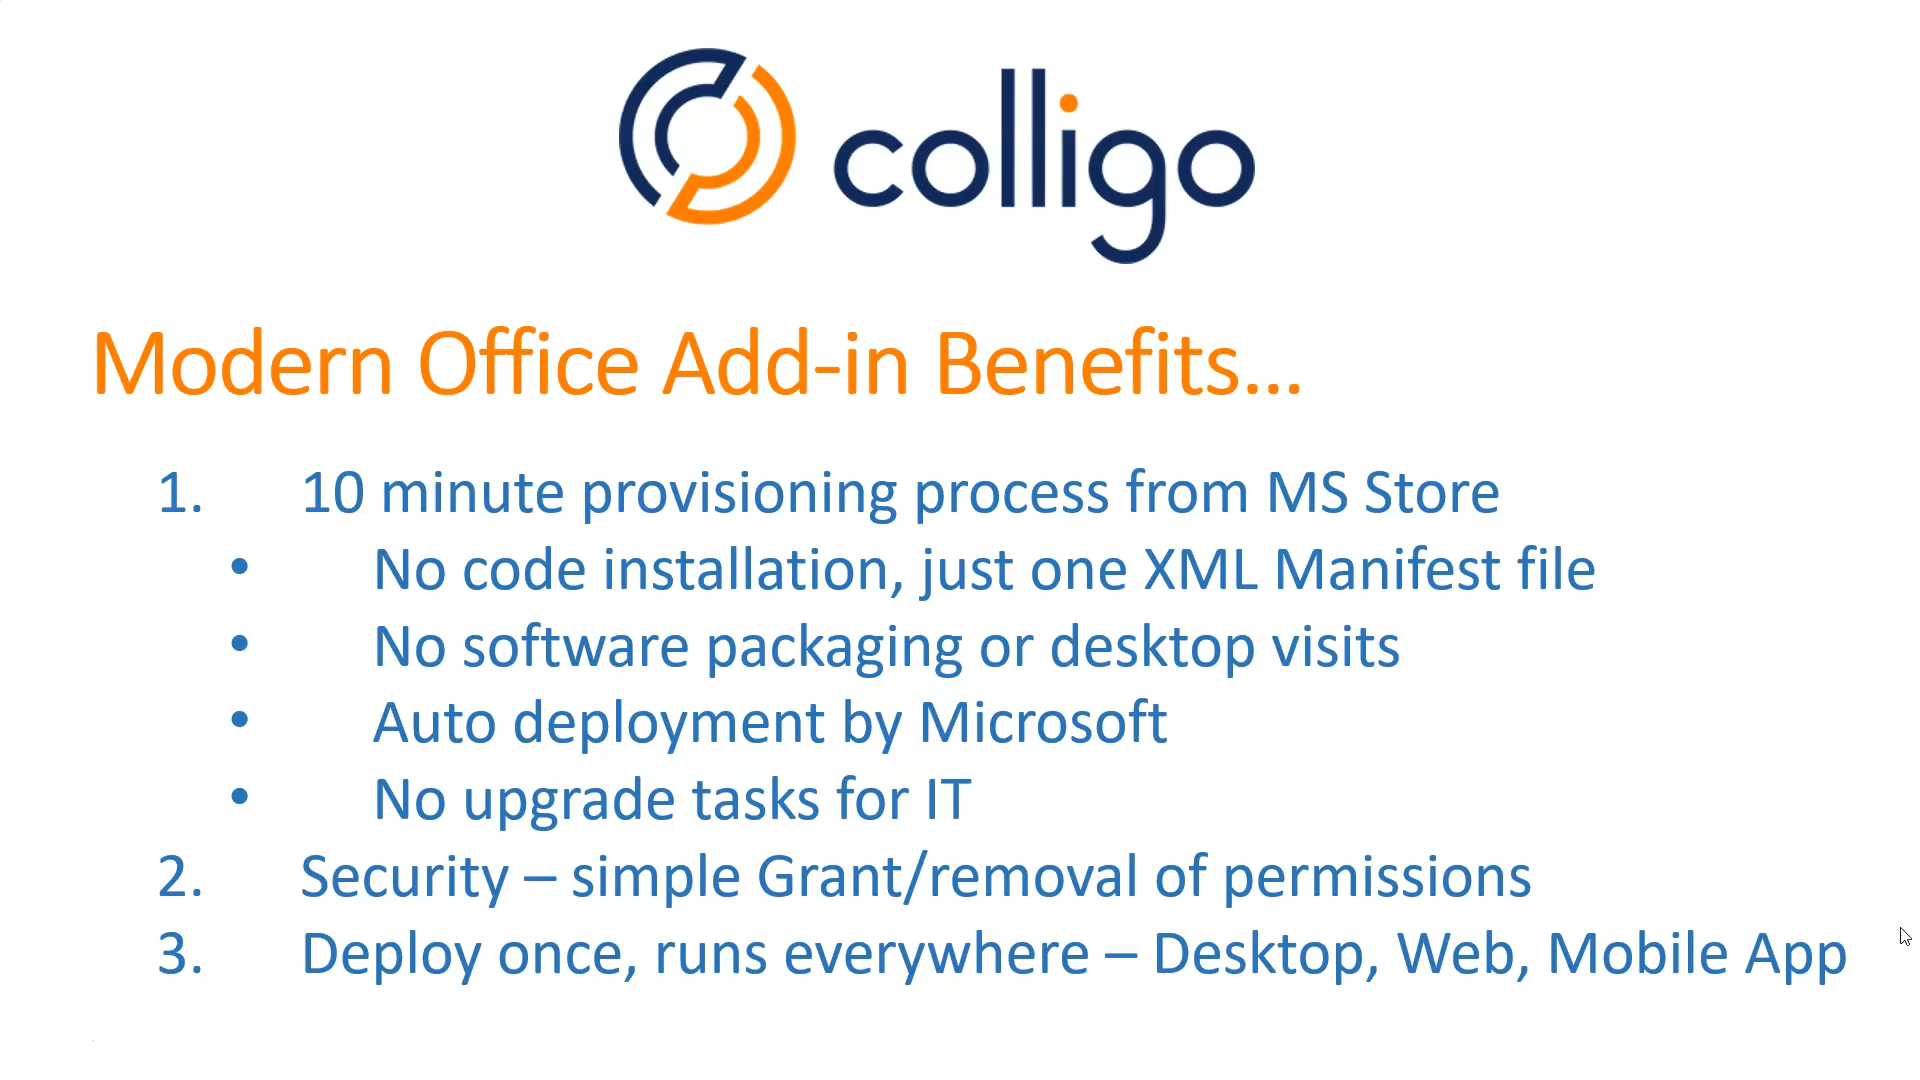 colligo
Modern Office Add-in Benefits...
1. 10 minute provisioning process from MS Store
• No code installation, just one XML Manifest file
• No software packaging or desktop visits
• Auto deployment by Microsoft
• No upgrade tasks for IT
2. Security – simple Grant/removal of permissions
3. Deploy once, runs everywhere – Desktop, Web, Mobile App